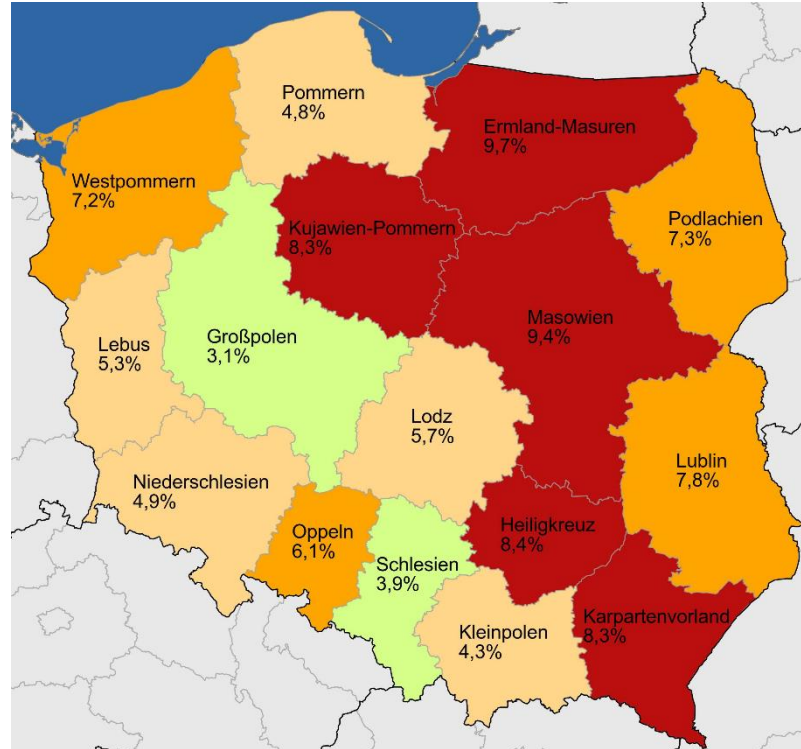 Pommern
4,8%
Ermland-Masuren
9,7%
Westpommern
7,2%
Kujawien-Pommern
8,3%
Podlachien
7,3%
Masowien
9,4%
Großpolen
3,1%
Lebus
5,3%
Lodz
5,7%
Lublin
7,8%
Niederschlesien
4,9%
Heiligkreuz
8,4%
Oppeln
6,1%
Schlesien
3,9%
Karpartenvorland
8,3%
Kleinpolen
4,3%